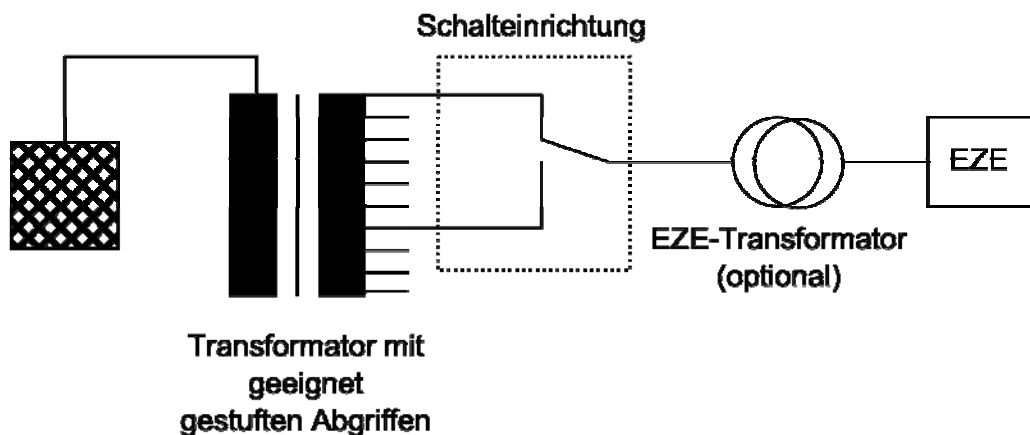 Schalteinrichtung
EZE
EZE-Transformator
(optional)
Transformator mit
geeignet
gestuften Abgriffen